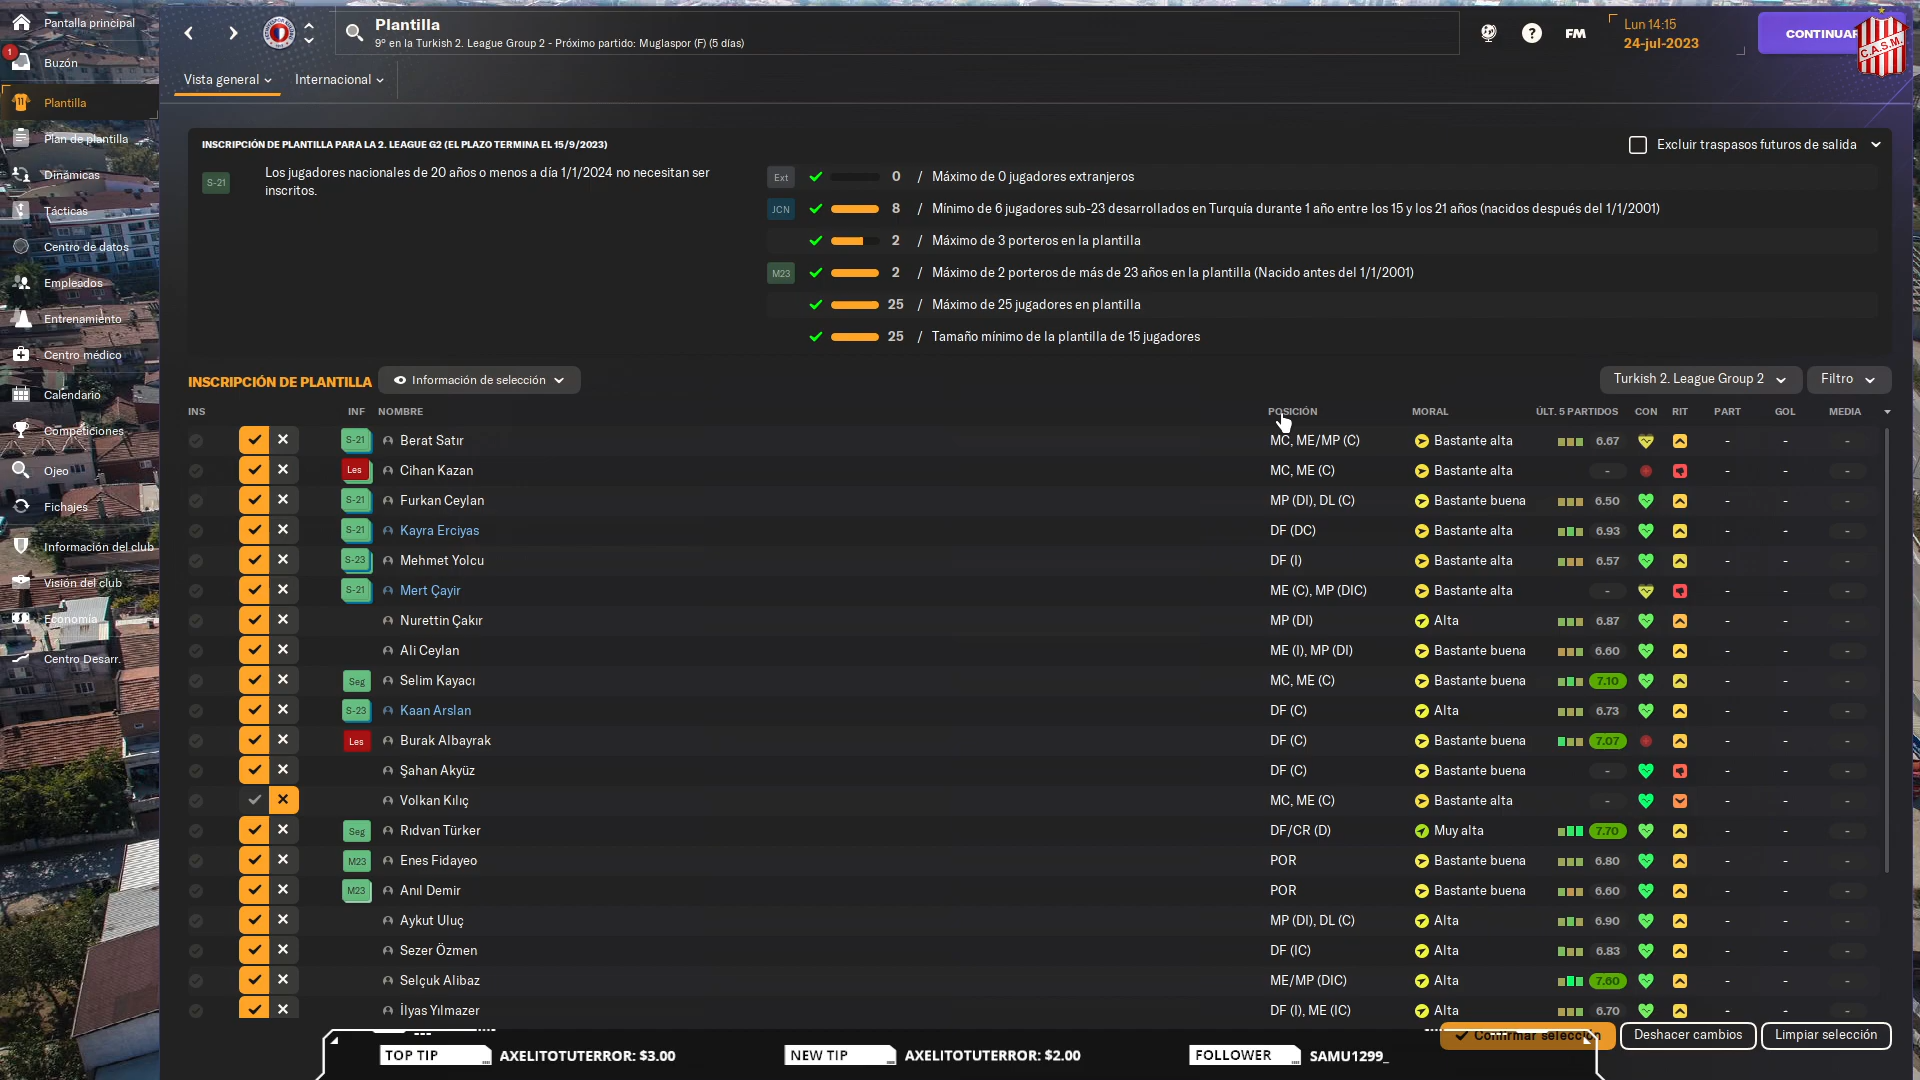 Pantalla principal
1
Buzón
Plantilla
Plan de plantilla
Dinámicas
Tácticas
Centro de datos
Empleados
Entrenamiento
Centro médico
Calendario
Competiciones
Ojeo
Fichajes
Información del club
Visión del club
Economía
Centro Desarr.
Plantilla
9º en la Turkish 2. League Group 2 - Próximo partido: Muglaspor (F) (5 días)
FM
Lun 14:15
24-jul-2023
CONTINUAR
C.A.S.M.
Vista general
Internacional
INSCRIPCIÓN DE PLANTILLA PARA LA 2. LEAGUE G2 (EL PLAZO TERMINA EL 15/9/2023)
Excluir traspasos futuros de salida
S-21
Los jugadores nacionales de 20 años o menos a día 1/1/2024 no necesitan ser
inscritos.
Ext 0 / Máximo de 0 jugadores extranjeros
JCN 8 / Mínimo de 6 jugadores sub-23 desarrollados en Turquía durante 1 año entre los 15 y los 21 años (nacidos después del 1/1/2001)
2 / Máximo de 3 porteros en la plantilla
M23 2 / Máximo de 2 porteros de más de 23 años en la plantilla (Nacido antes del 1/1/2001)
25 / Máximo de 25 jugadores en plantilla
25 / Tamaño mínimo de la plantilla de 15 jugadores
INSCRIPCIÓN DE PLANTILLA
Información de selección
Turkish 2. League Group 2
Filtro
INS INF NOMBRE POSICIÓN MORAL ÚLT. 5 PARTIDOS CON RIT PART GOL MEDIA
S-21 Berat Satır MC, ME/MP (C) Bastante alta 6.67 - - -
Les Cihan Kazan MC, ME (C) Bastante alta - - - -
S-21 Furkan Ceylan MP (DI), DL (C) Bastante buena 6.50 - - -
S-21 Kayra Erciyas DF (DC) Bastante alta 6.93 - - -
S-23 Mehmet Yolcu DF (I) Bastante alta 6.57 - - -
S-21 Mert Çayir ME (C), MP (DIC) Bastante alta - - - -
Nurettin Çakır MP (DI) Alta 6.87 - - -
Ali Ceylan ME (I), MP (DI) Bastante buena 6.60 - - -
Seg Selim Kayacı MC, ME (C) Bastante buena 7.10 - - -
S-23 Kaan Arslan DF (C) Alta 6.73 - - -
Les Burak Albayrak DF (C) Bastante buena 7.07 - - -
Şahan Akyüz DF (C) Bastante buena - - - -
Volkan Kılıç MC, ME (C) Bastante alta - - - -
Seg Rıdvan Türker DF/CR (D) Muy alta 7.70 - - -
M23 Enes Fidayeo POR Bastante buena 6.80 - - -
M23 Anıl Demir POR Bastante buena 6.60 - - -
Aykut Uluç MP (DI), DL (C) Alta 6.90 - - -
Sezer Özmen DF (IC) Alta 6.83 - - -
Selçuk Alibaz ME/MP (DIC) Alta 7.60 - - -
İlyas Yılmazer DF (I), ME (IC) Alta 6.70 - - -
Confirmar selección
Deshacer cambios
Limpiar selección
TOP TIP AXELITOTUTERROR: $3.00
NEW TIP AXELITOTUTERROR: $2.00
FOLLOWER SAMU1299_